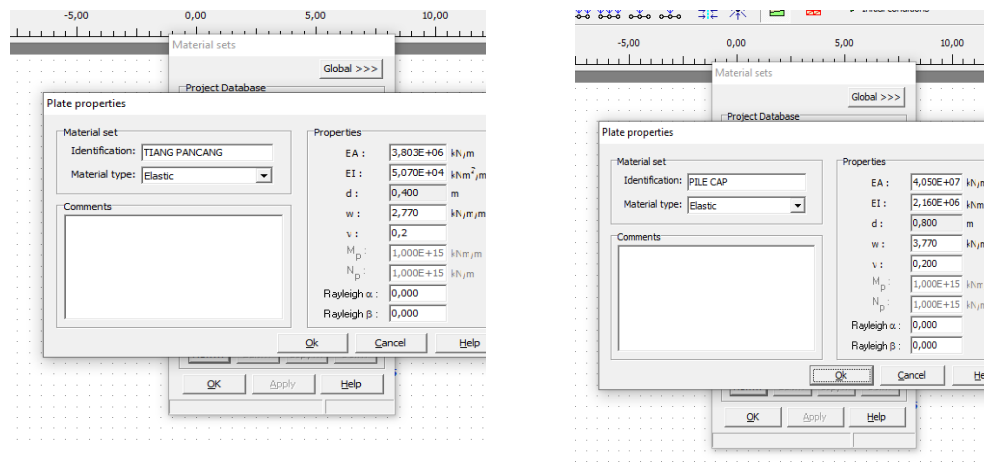 -5,00 0,00 5,00 10,00
Material sets
Global >>>
Project Database
Plate properties
Material set
Identification: TIANG PANCANG
Material type: Elastic
Comments
Properties
EA : 3,803E+06 kN/m
EI : 5,070E+04 kNm²/m
d : 0,400 m
w : 2,770 kN/m/m
ν : 0,2
Mp : 1,000E+15 kNm/m
Np : 1,000E+15 kN/m
Rayleigh α : 0,000
Rayleigh β : 0,000
Ok Cancel Help
OK Apply Help
-5,00 0,00 5,00 10,00
Material sets
Global >>>
Project Database
Plate properties
Material set
Identification: PILE CAP
Material type: Elastic
Comments
Properties
EA : 4,050E+07 kN/m
EI : 2,160E+06 kNm
d : 0,800 m
w : 3,770 kN/m
ν : 0,200
Mp : 1,000E+15 kNm
Np : 1,000E+15 kN/m
Rayleigh α : 0,000
Rayleigh β : 0,000
Ok Cancel He
OK Apply Help